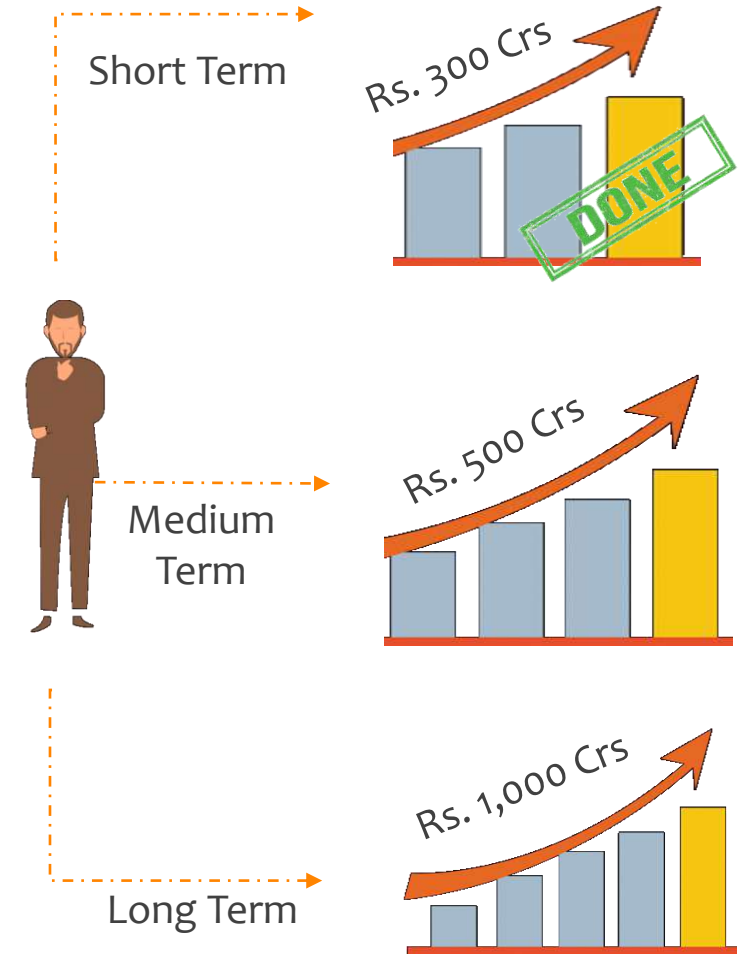 Short Term
Rs. 300 Crs
DONE
Medium
Term
Rs. 500 Crs
Long Term
Rs. 1,000 Crs